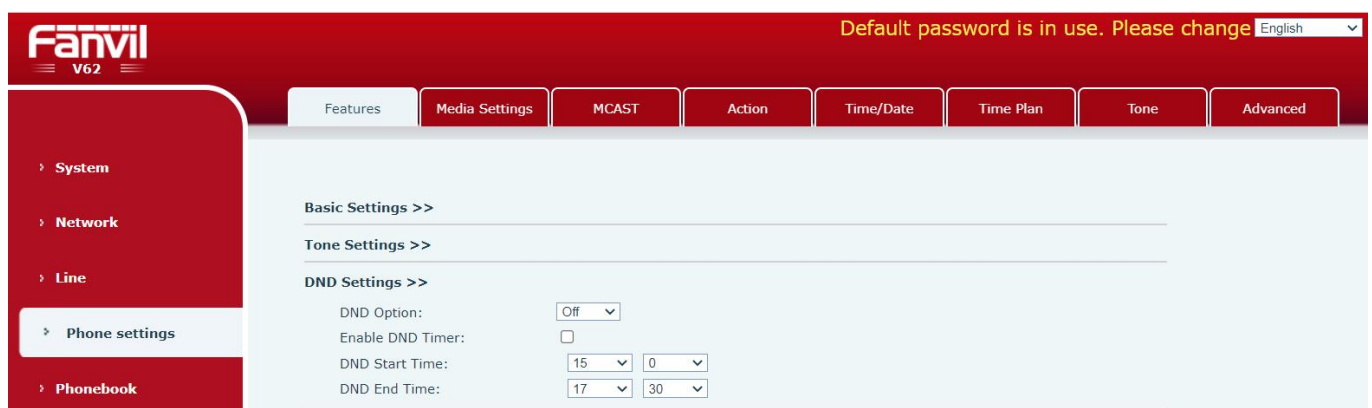 Fanvil
V62
Default password is in use. Please change
English
Features
Media Settings
MCAST
Action
Time/Date
Time Plan
Tone
Advanced
System
Network
Line
Phone settings
Phonebook
Basic Settings >>
Tone Settings >>
DND Settings >>
DND Option: Off
Enable DND Timer:
DND Start Time: 15 0
DND End Time: 17 30